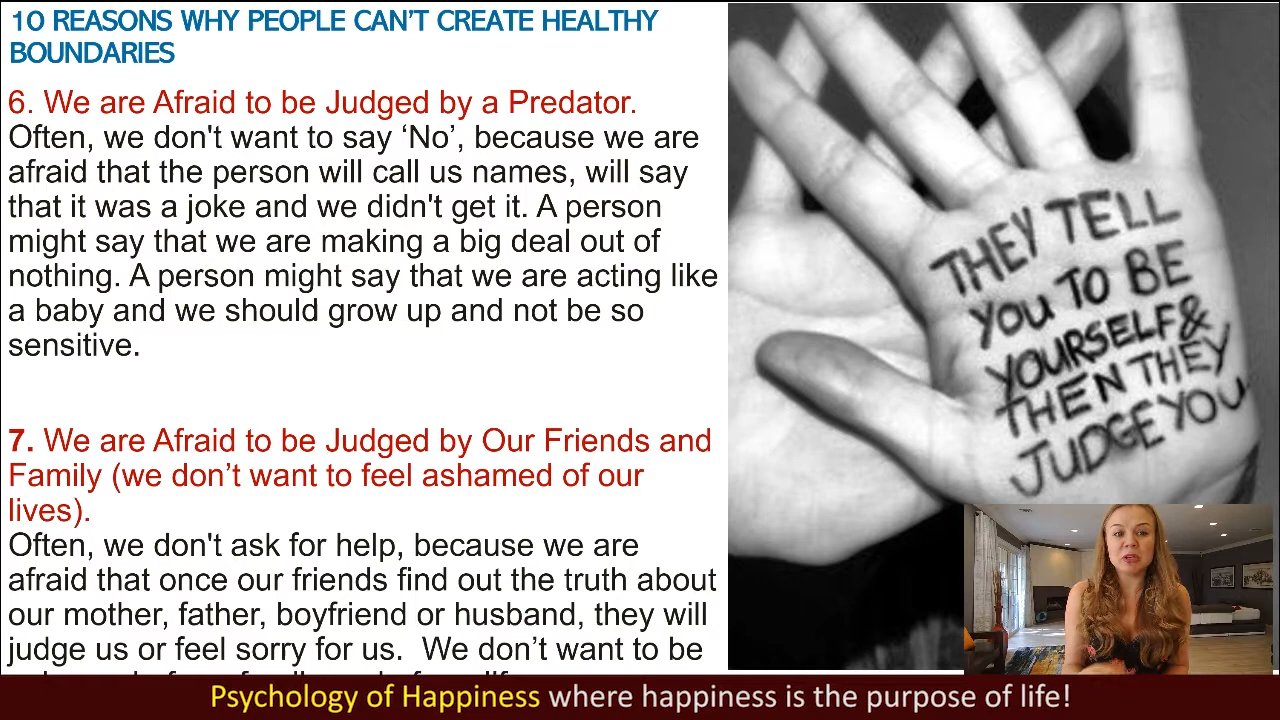 10 REASONS WHY PEOPLE CAN'T CREATE HEALTHY
BOUNDARIES
6. We are Afraid to be Judged by a Predator.
Often, we don't want to say ‘No’, because we are
afraid that the person will call us names, will say
that it was a joke and we didn't get it. A person
might say that we are making a big deal out of
nothing. A person might say that we are acting like
a baby and we should grow up and not be so
sensitive.
7. We are Afraid to be Judged by Our Friends and
Family (we don’t want to feel ashamed of our
lives).
Often, we don't ask for help, because we are
afraid that once our friends find out the truth about
our mother, father, boyfriend or husband, they will
judge us or feel sorry for us.  We don’t want to be
THEY TELL
YOU TO BE
YOURSELF &
THEN THEY
JUDGE YOU
Psychology of Happiness where happiness is the purpose of life!